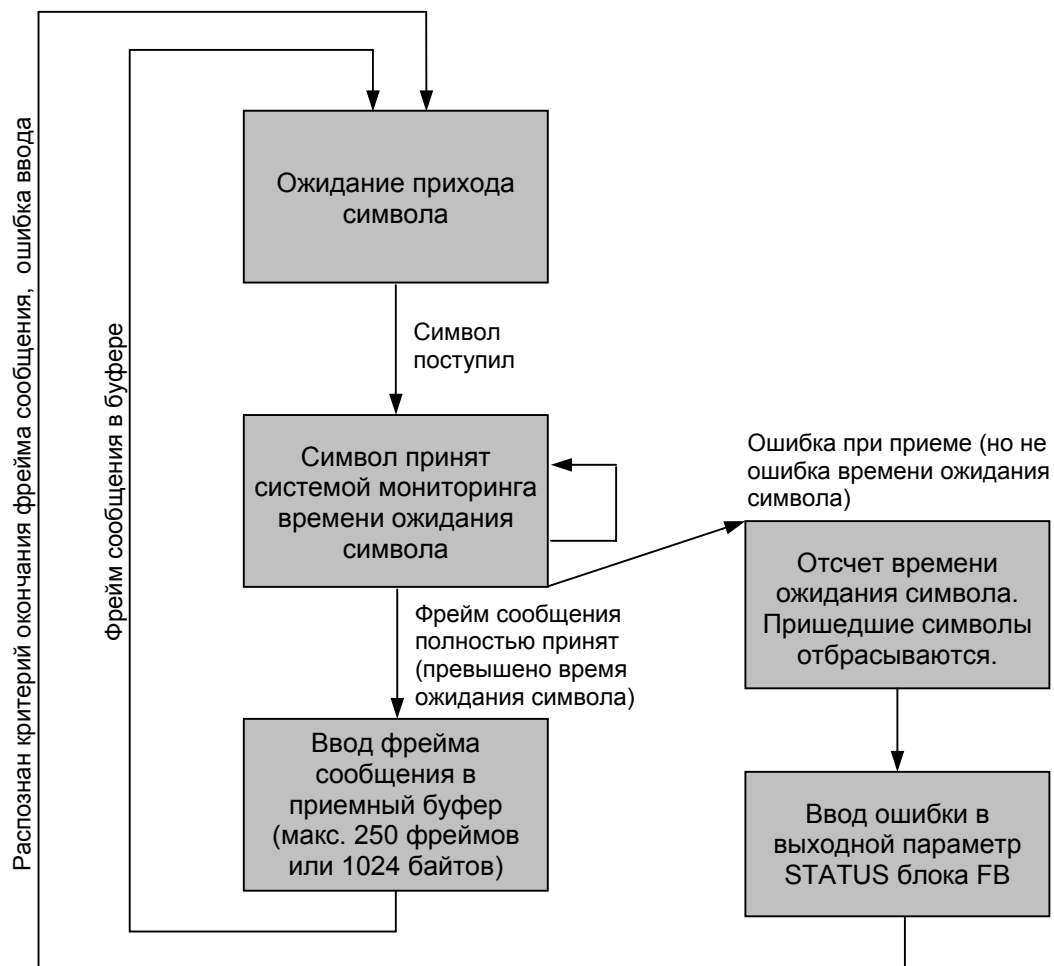 Распознан критерий окончания фрейма сообщения, ошибка ввода
Фрейм сообщения в буфере
Ожидание прихода
символа
Символ
поступил
Символ принят
системой мониторинга
времени ожидания
символа
Ошибка при приеме (но не
ошибка времени ожидания
символа)
Отсчет времени
ожидания символа.
Пришедшие символы
отбрасываются.
Фрейм сообщения
полностью принят
(превышено время
ожидания символа)
Ввод фрейма
сообщения в
приемный буфер
(макс. 250 фреймов
или 1024 байтов)
Ввод ошибки в
выходной параметр
STATUS блока FB